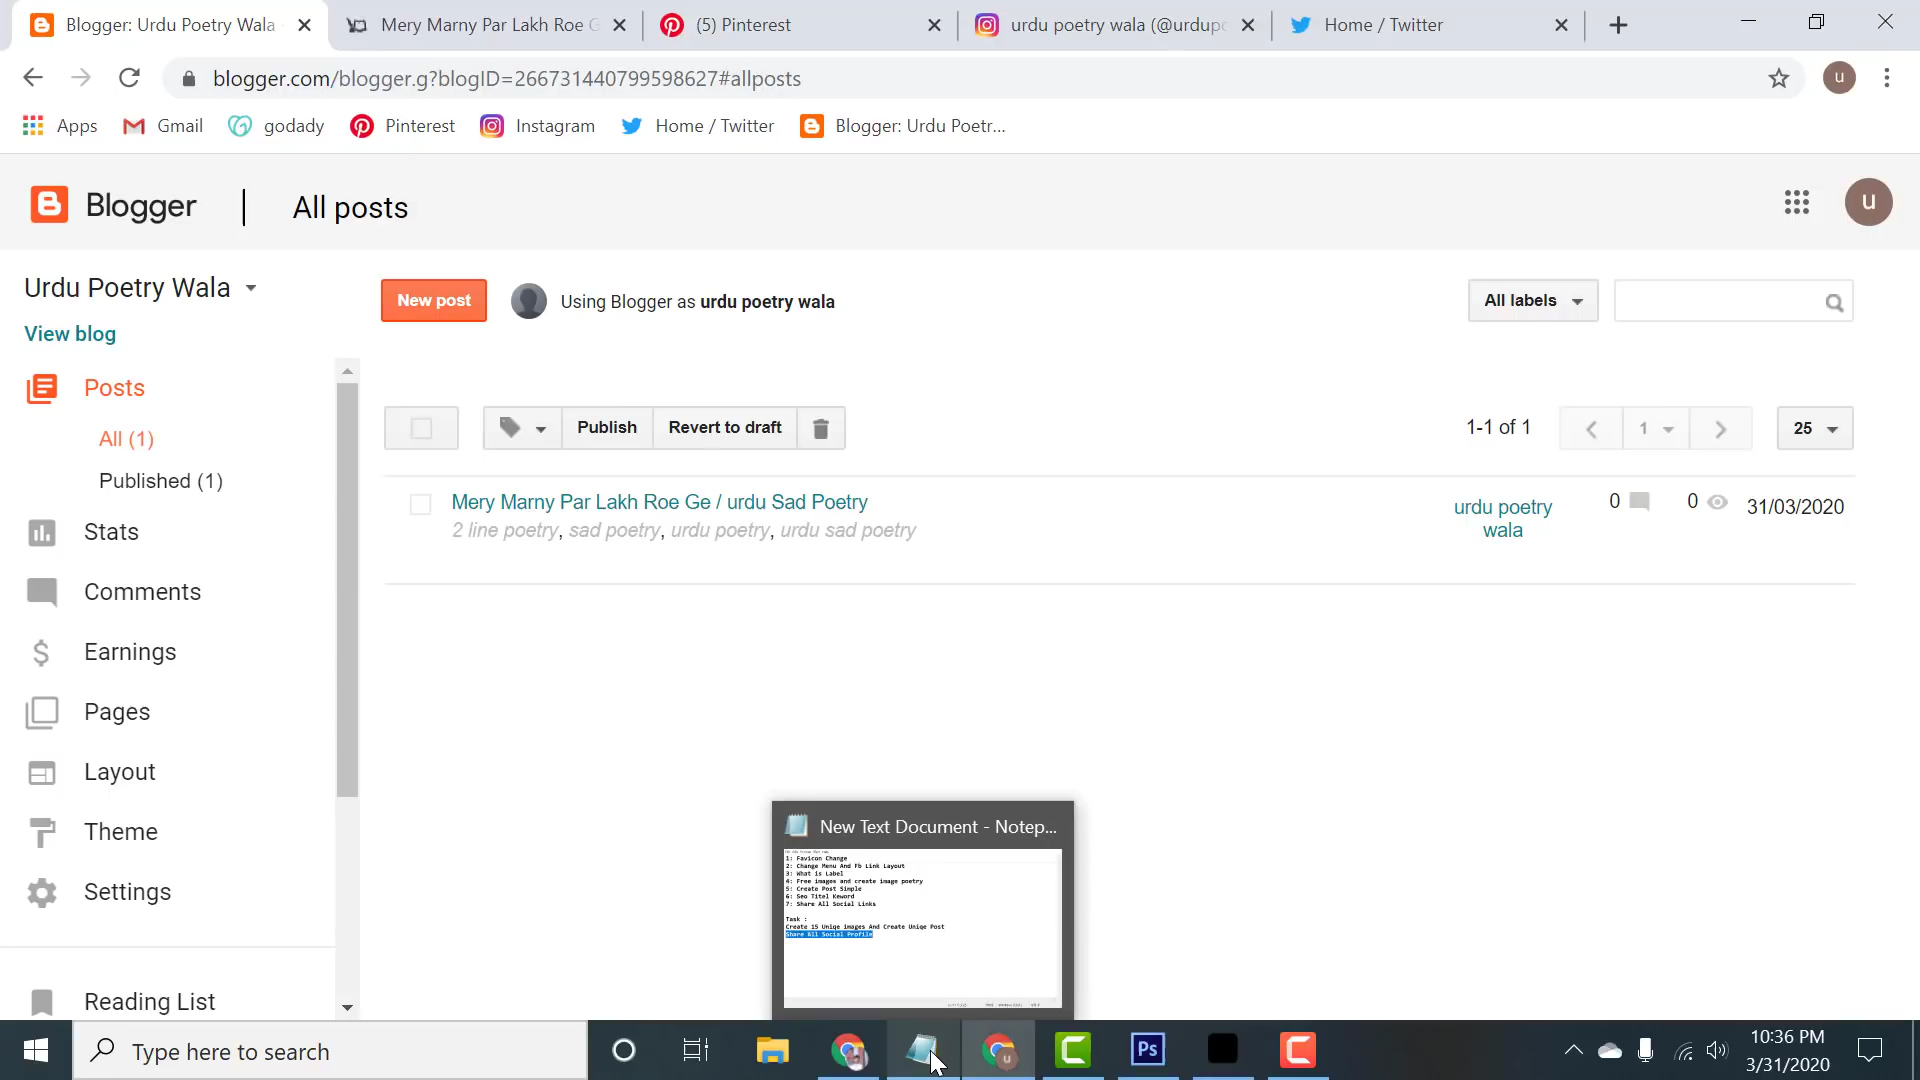 Blogger: Urdu Poetry Wala
Mery Marny Par Lakh Roe G
(5) Pinterest
urdu poetry wala (@urdupo
Home / Twitter
blogger.com/blogger.g?blogID=266731440799598627#allposts
u
Apps
Gmail
godady
Pinterest
Instagram
Home / Twitter
Blogger: Urdu Poetr...
Blogger
All posts
u
Urdu Poetry Wala
New post
Using Blogger as urdu poetry wala
All labels
View blog
Posts
All (1)
Published (1)
Publish
Revert to draft
1-1 of 1
1
25
Mery Marny Par Lakh Roe Ge / urdu Sad Poetry
2 line poetry, sad poetry, urdu poetry, urdu sad poetry
urdu poetry
wala
0
0
31/03/2020
Stats
Comments
Earnings
Pages
Layout
Theme
Settings
Reading List
New Text Document - Notep...
1: Favicon Change
2: Change Menu And Fb Link Layout
3: What is Label
4: Free images and create image poetry
5: Create Post Simple
6: Seo Titel Keword
7: Share All Social Links
Task :
Create 15 Uniqe images And Create Uniqe Post
Share All Social Profile
Type here to search
Ps
10:36 PM
3/31/2020